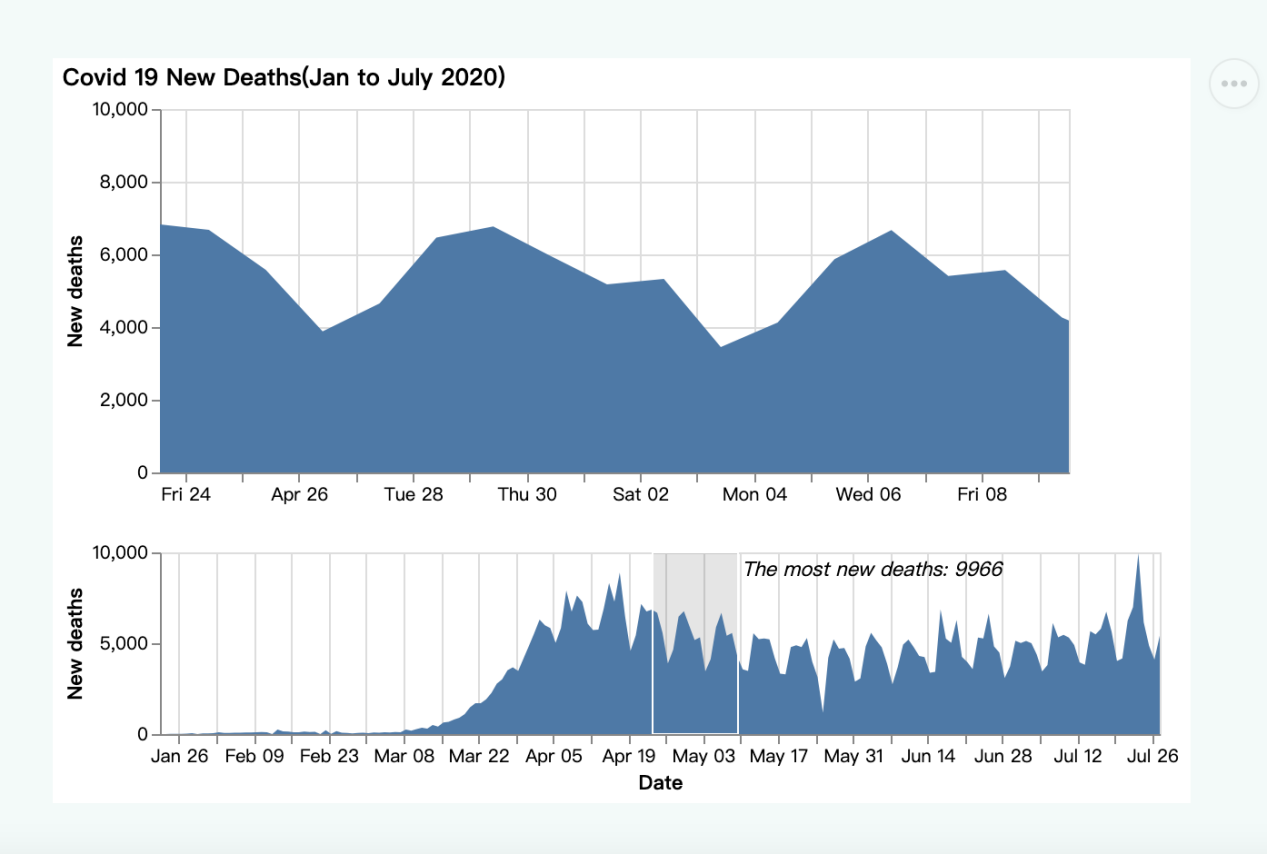 Covid 19 New Deaths(Jan to July 2020)
10,000
8,000
6,000
4,000
2,000
0
New deaths
Fri 24 Apr 26 Tue 28 Thu 30 Sat 02 Mon 04 Wed 06 Fri 08
10,000
5,000
0
New deaths
The most new deaths: 9966
Jan 26 Feb 09 Feb 23 Mar 08 Mar 22 Apr 05 Apr 19 May 03 May 17 May 31 Jun 14 Jun 28 Jul 12 Jul 26
Date